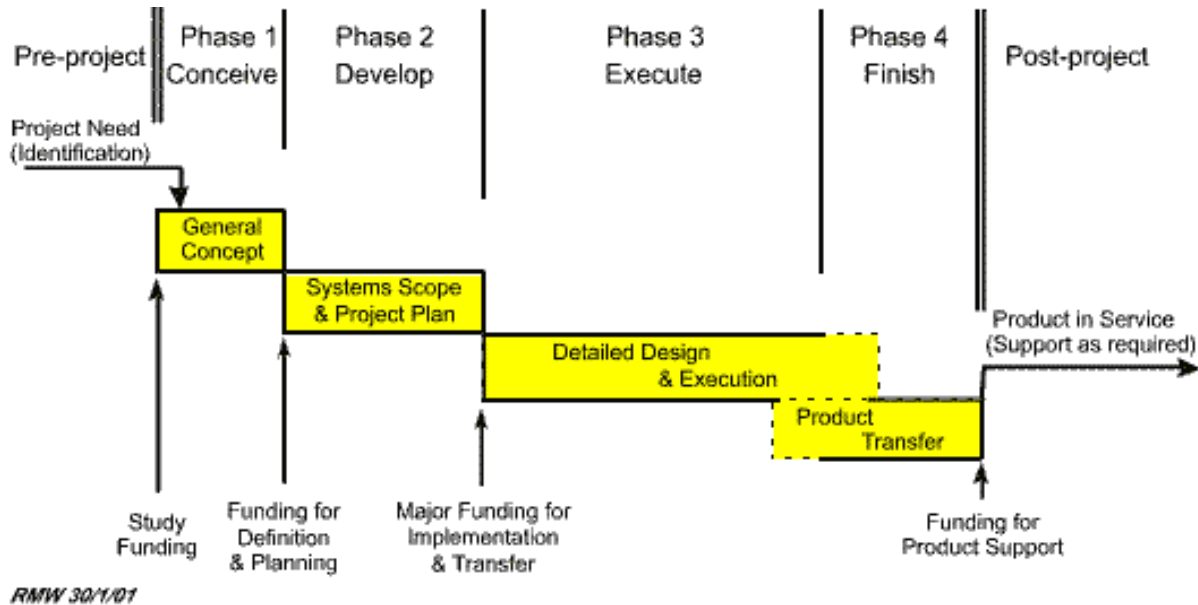 Pre-project
Phase 1
Conceive
Phase 2
Develop
Phase 3
Execute
Phase 4
Finish
Post-project
Project Need
(Identification)
General
Concept
Systems Scope
& Project Plan
Detailed Design
& Execution
Product
Transfer
Product in Service
(Support as required)
Study
Funding
Funding for
Definition
& Planning
Major Funding for
Implementation
& Transfer
Funding for
Product Support
RMW 30/1/01